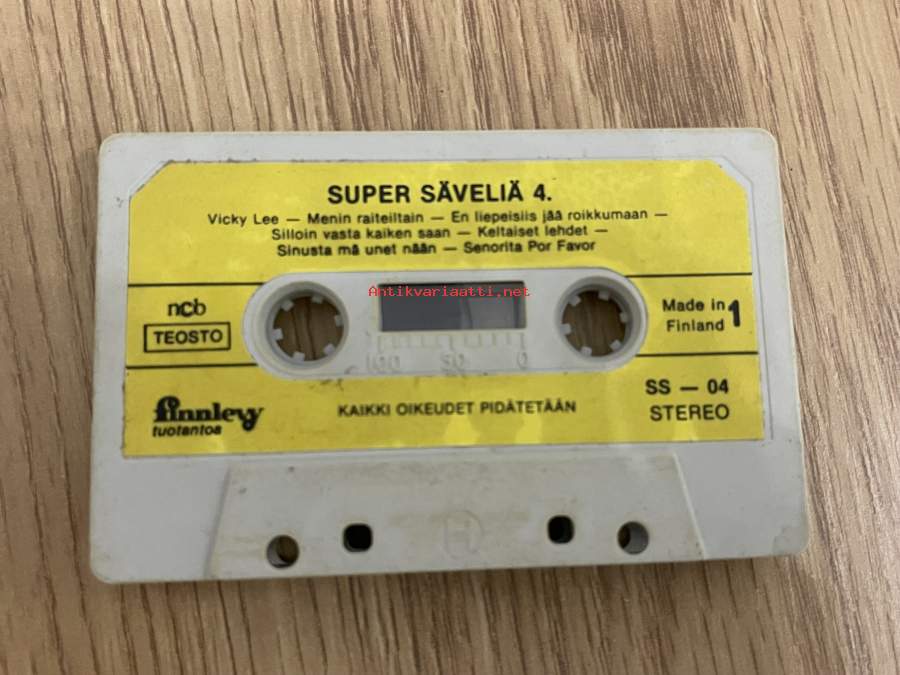 SUPER SÄVELIÄ 4.
Vicky Lee — Menin raiteiltain — En liepeisiis jää roikkumaan —
Silloin vasta kaiken saan — Keltaiset lehdet —
Sinusta mä unet nään — Senorita Por Favor
Antikvariaatti.net
ncb
TEOSTO
Made in
Finland
1
100 50 0
finnlevy
tuotantoa
KAIKKI OIKEUDET PIDÄTETÄÄN
SS — 04
STEREO
H